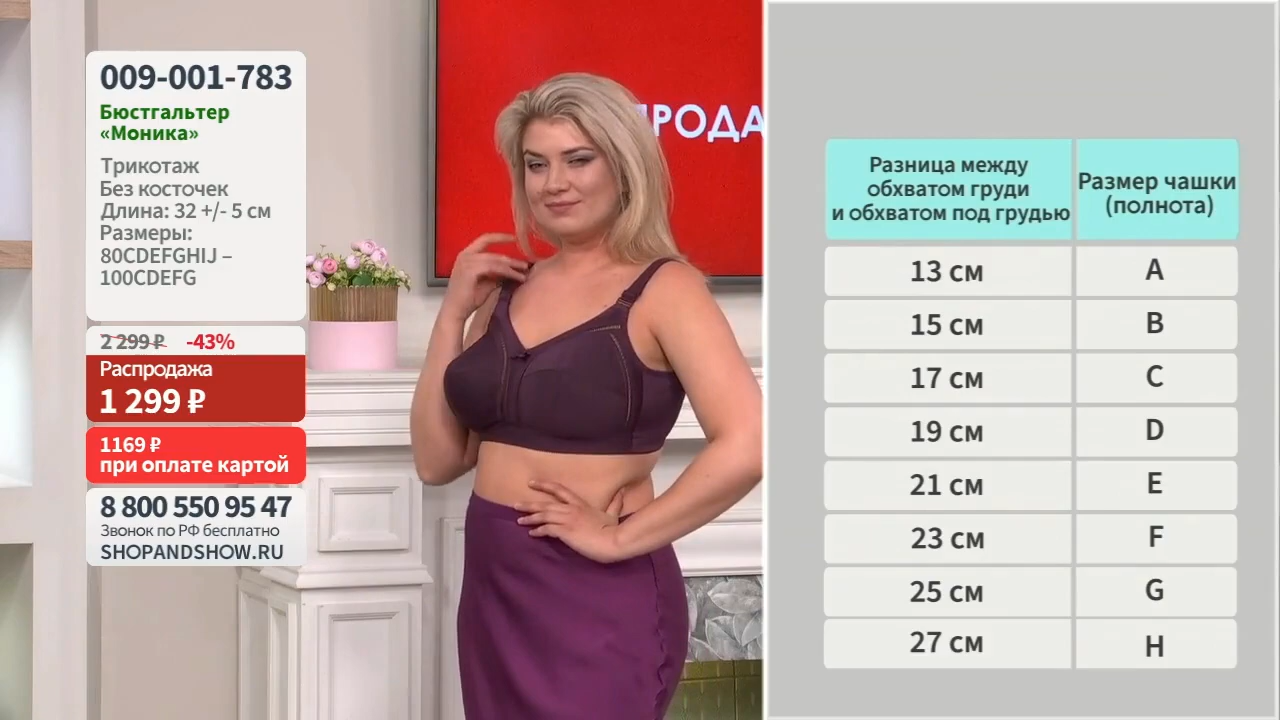 009-001-783
Бюстгальтер
«Моника»
Трикотаж
Без косточек
Длина: 32 +/- 5 см
Размеры:
80CDEFGHIJ –
100CDEFG
2 299 ₽ -43%
Распродажа
1 299 ₽
1169 ₽
при оплате картой
8 800 550 95 47
Звонок по РФ бесплатно
SHOPANDSHOW.RU
ПРОДА
Разница между
обхватом груди
и обхватом под грудью
Размер чашки
(полнота)
13 см A
15 см B
17 см C
19 см D
21 см E
23 см F
25 см G
27 см H